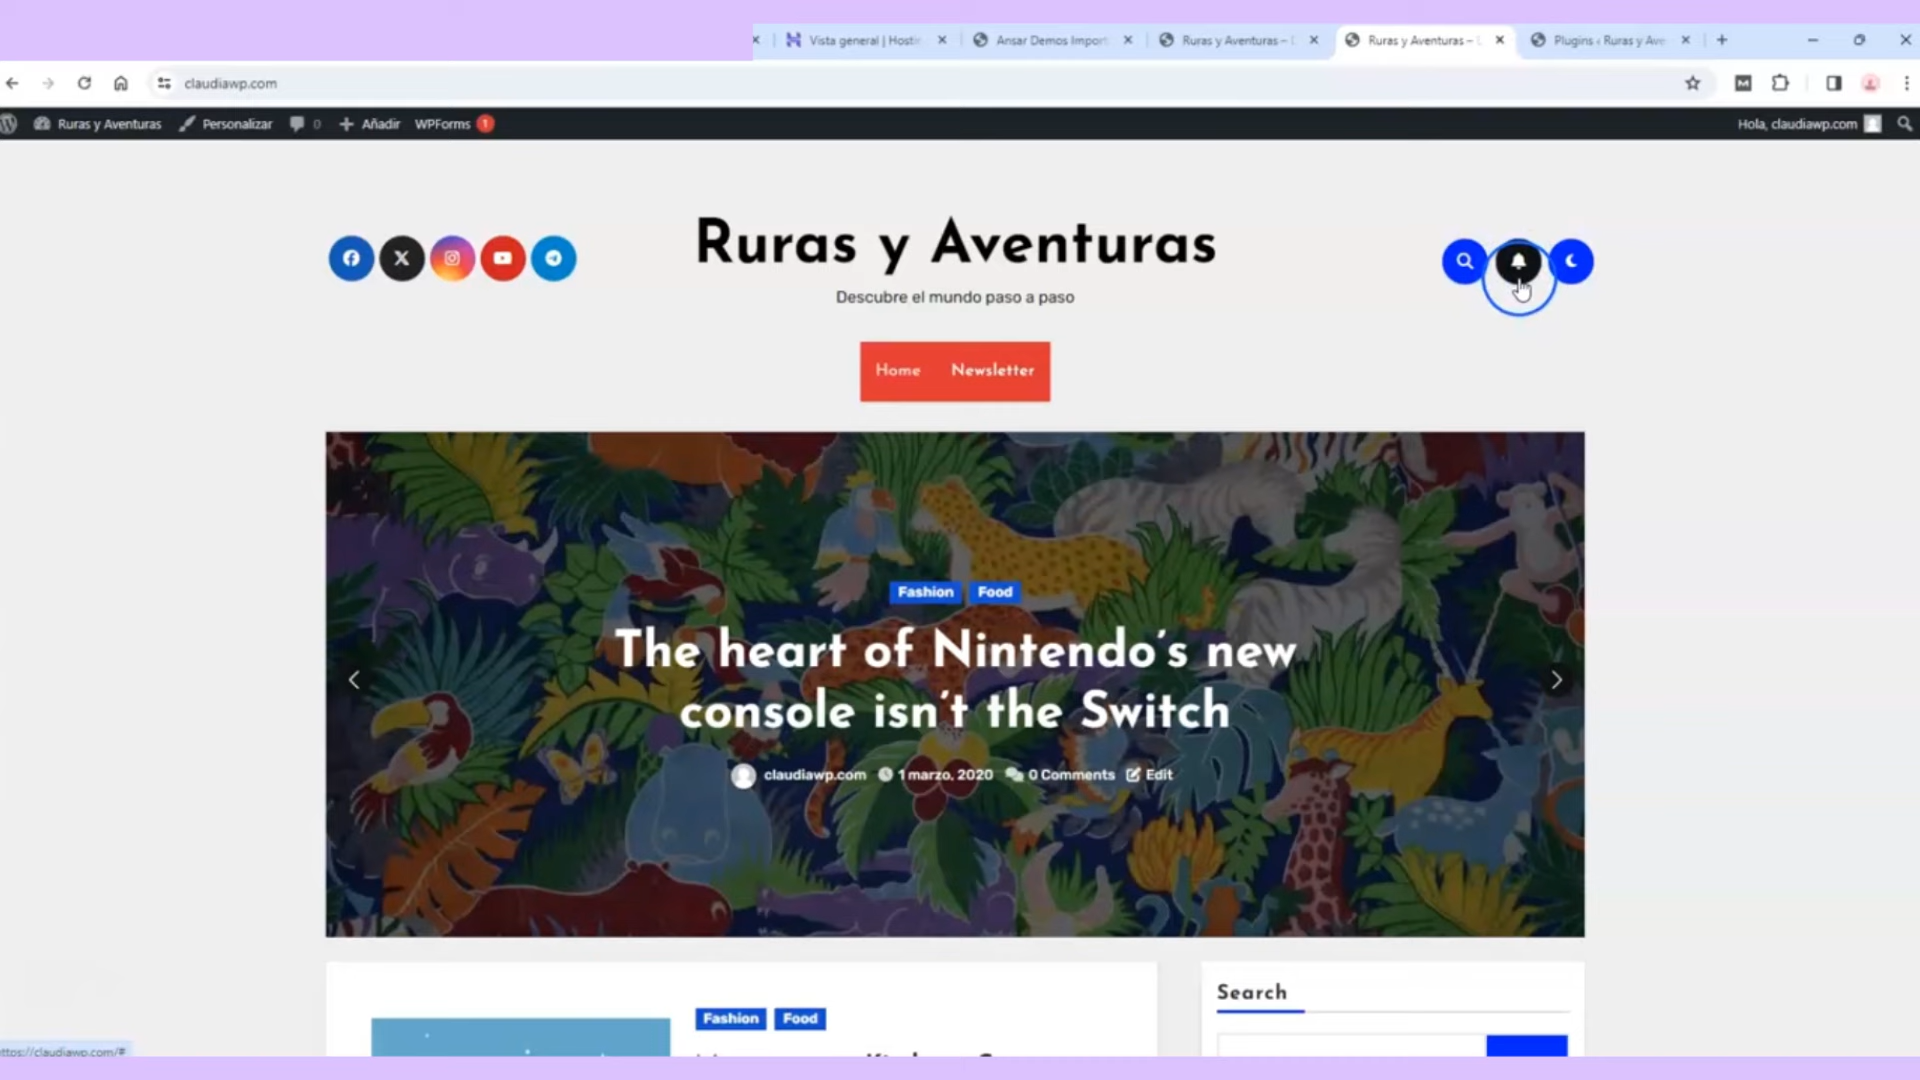 Vista general | Hostin
Ansar Demos Import
Ruras y Aventuras – L
Ruras y Aventuras – L
Plugins ‹ Ruras y Ave
claudiawp.com
Ruras y Aventuras
Personalizar
0
Añadir
WPForms
1
Hola, claudiawp.com
Ruras y Aventuras
Descubre el mundo paso a paso
Home
Newsletter
Fashion
Food
The heart of Nintendo’s new
console isn’t the Switch
claudiawp.com
1 marzo, 2020
0 Comments
Edit
Search
Fashion
Food
ttps://claudiawp.com/#